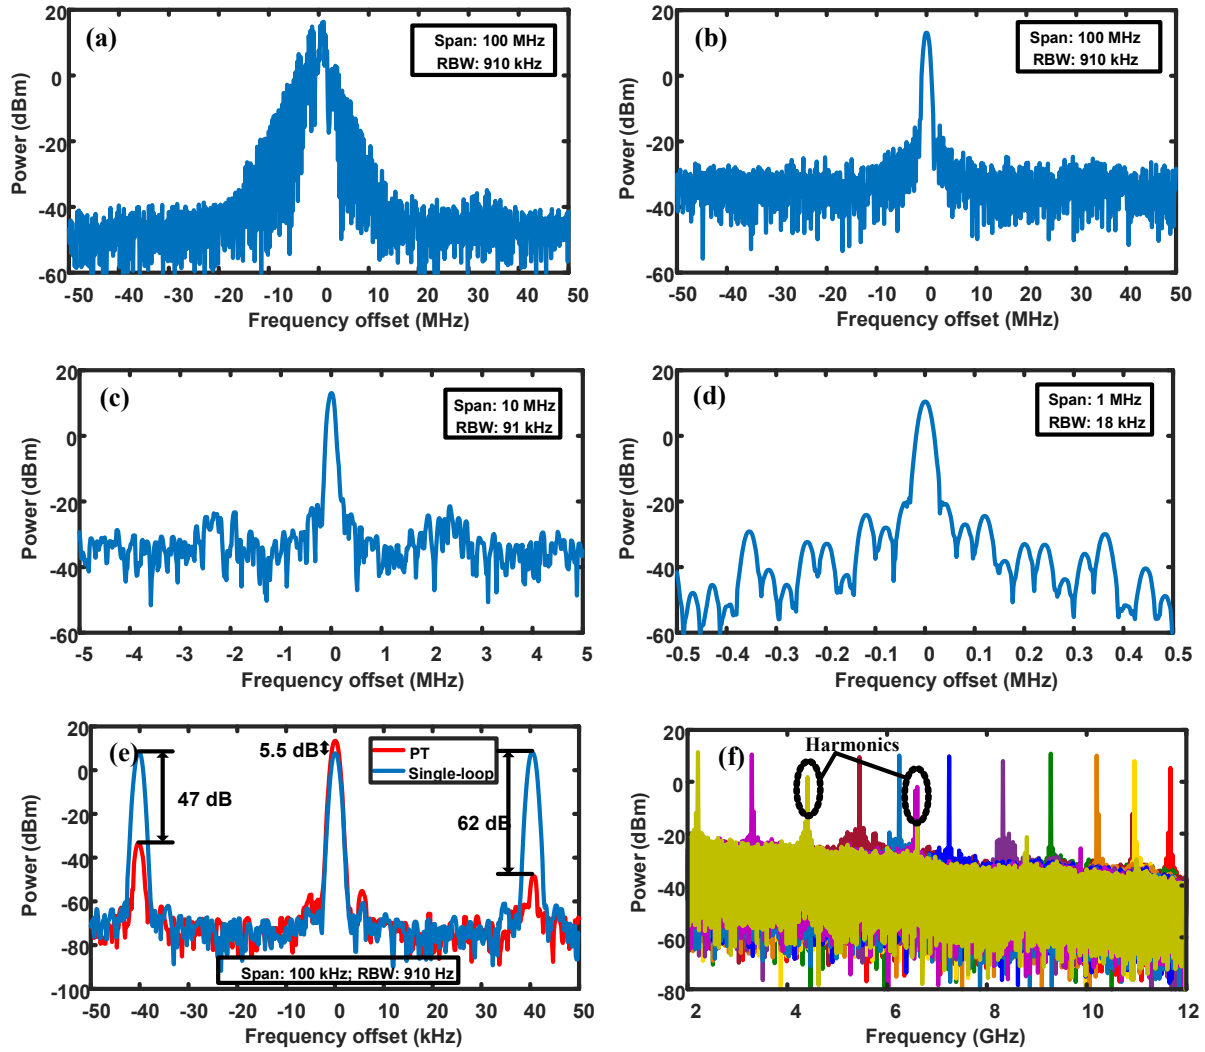 (a)
Span: 100 MHz
RBW: 910 kHz
20
0
-20
-40
-60
Power (dBm)
-50 -40 -30 -20 -10 0 10 20 30 40 50
Frequency offset (MHz)
(b)
Span: 100 MHz
RBW: 910 kHz
20
0
-20
-40
-60
Power (dBm)
-50 -40 -30 -20 -10 0 10 20 30 40 50
Frequency offset (MHz)
(c)
Span: 10 MHz
RBW: 91 kHz
20
0
-20
-40
-60
Power (dBm)
-5 -4 -3 -2 -1 0 1 2 3 4 5
Frequency offset (MHz)
(d)
Span: 1 MHz
RBW: 18 kHz
20
0
-20
-40
-60
Power (dBm)
-0.5 -0.4 -0.3 -0.2 -0.1 0 0.1 0.2 0.3 0.4 0.5
Frequency offset (MHz)
(e)
5.5 dB
PT
Single-loop
47 dB
62 dB
Span: 100 kHz; RBW: 910 Hz
20
0
-20
-40
-60
-80
-100
Power (dBm)
-50 -40 -30 -20 -10 0 10 20 30 40 50
Frequency offset (kHz)
(f)
Harmonics
20
0
-20
-40
-60
-80
Power (dBm)
2 4 6 8 10 12
Frequency (GHz)